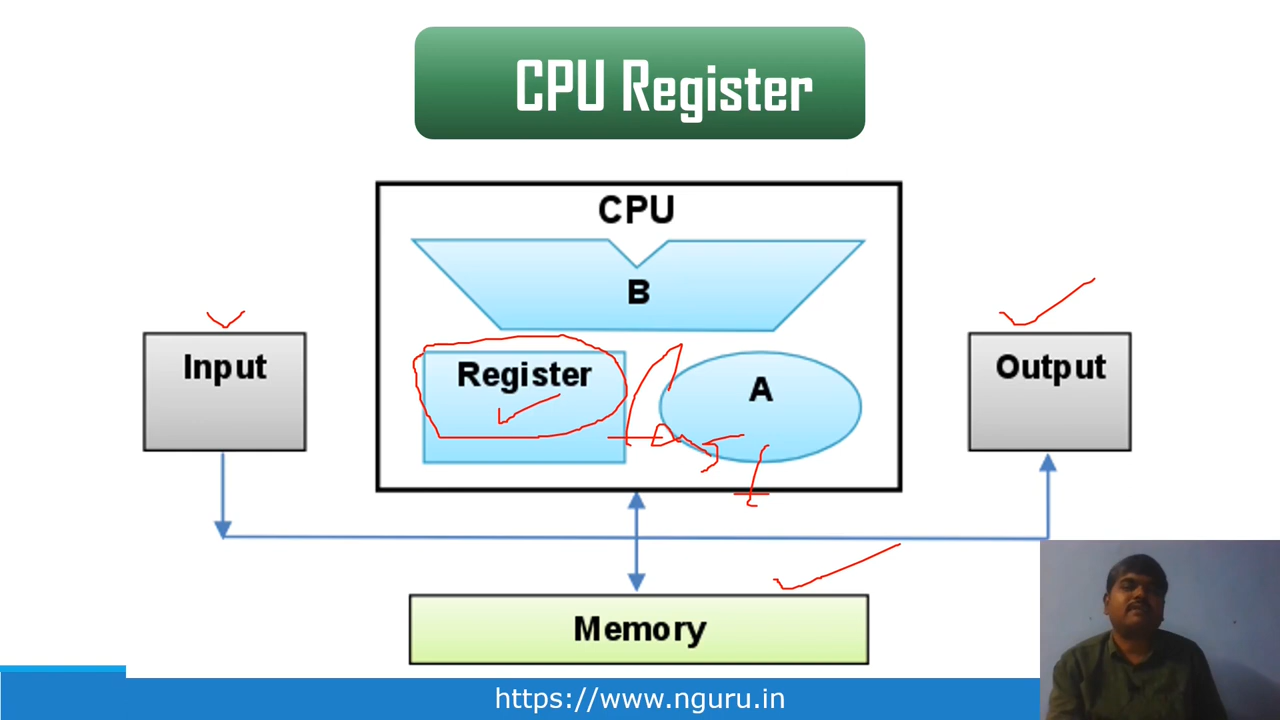 CPU Register
CPU
B
Input
Register
A
Output
Memory
https://www.nguru.in